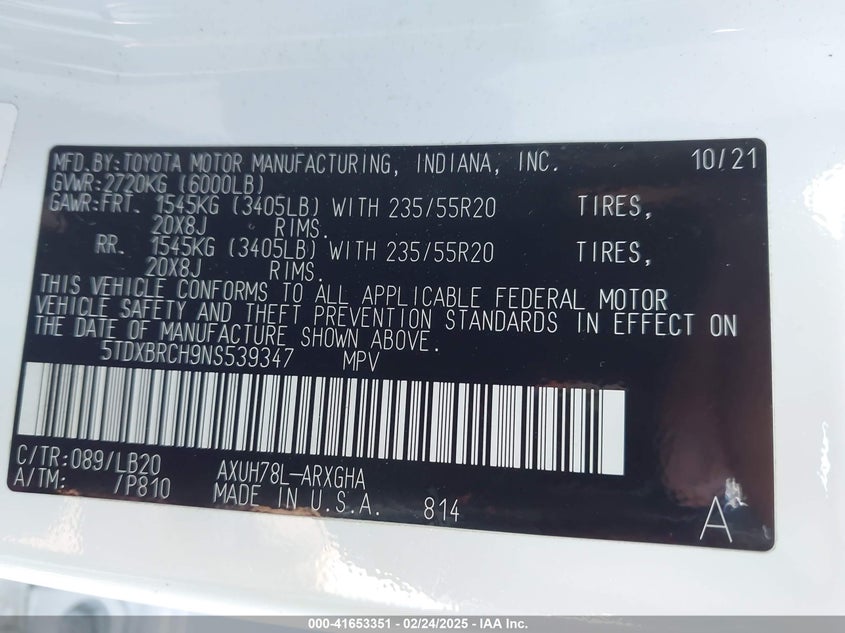 MFD.BY:TOYOTA MOTOR MANUFACTURING, INDIANA, INC. 10/21
GVWR:2720KG (6000LB)
GAWR:FRT. 1545KG (3405LB) WITH 235/55R20 TIRES,
20X8J RIMS.
RR. 1545KG (3405LB) WITH 235/55R20 TIRES,
20X8J RIMS.
THIS VEHICLE CONFORMS TO ALL APPLICABLE FEDERAL MOTOR
VEHICLE SAFETY AND THEFT PREVENTION STANDARDS IN EFFECT ON
THE DATE OF MANUFACTURE SHOWN ABOVE.
5TDXBRCH9NS539347 MPV
C/TR:089/LB20 AXUH78L-ARXGHA
A/TM: /P810 MADE IN U.S.A. 814 A
000-41653351 - 02/24/2025 - IAA Inc.